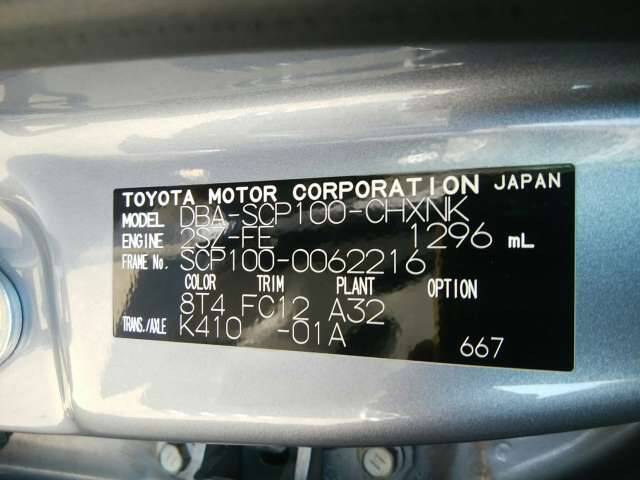 TOYOTA MOTOR CORPORATION JAPAN
MODEL DBA-SCP100-CHXNK
ENGINE 2SZ-FE 1296 mL
FRAME No. SCP100-0062216
COLOR TRIM PLANT OPTION
8T4 FC12 A32
TRANS./AXLE K410 -01A
667